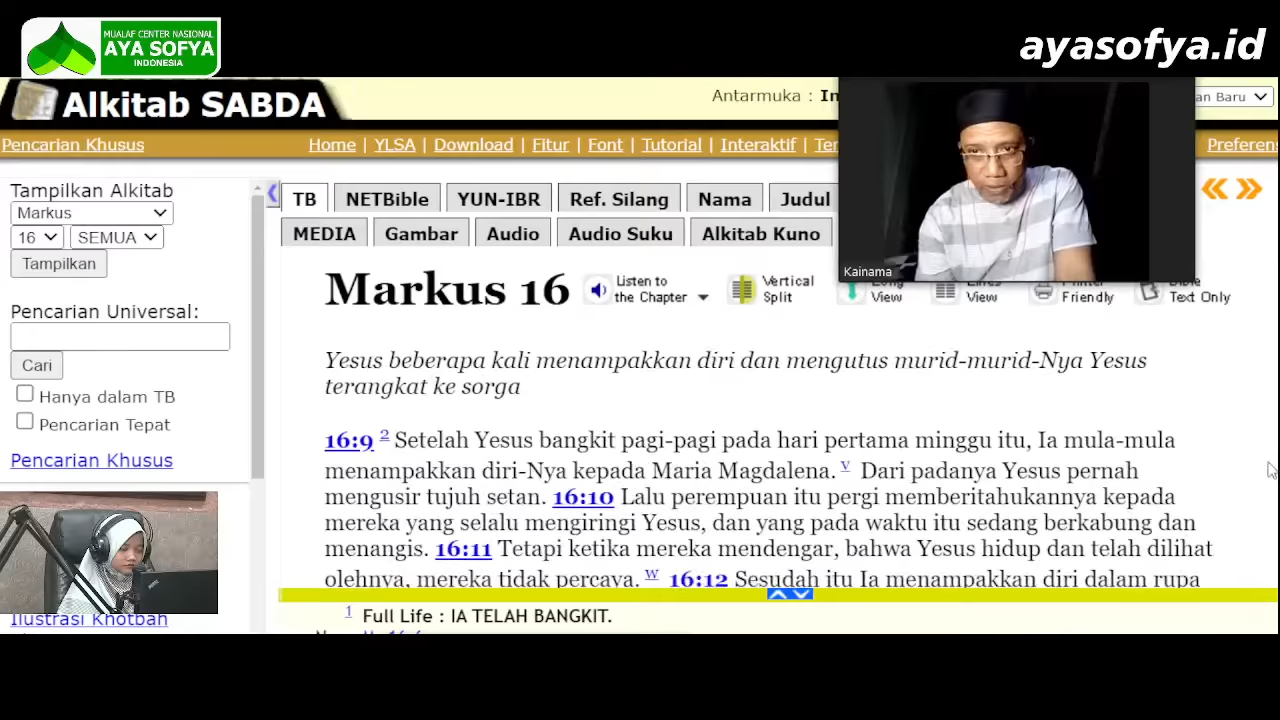 MUALAF CENTER NASIONAL
AYA SOFYA
INDONESIA
ayasofya.id
Alkitab SABDA
Antarmuka : In
an Baru
Pencarian Khusus
Home | YLSA | Download | Fitur | Font | Tutorial | Interaktif | Ter
Preferen
Tampilkan Alkitab
Markus
16 SEMUA
Tampilkan
Pencarian Universal:
Cari
Hanya dalam TB
Pencarian Tepat
Pencarian Khusus
Ilustrasi Khotbah
TB NETBible YUN-IBR Ref. Silang Nama Judul
MEDIA Gambar Audio Audio Suku Alkitab Kuno
Kainama
Markus 16
Listen to
the Chapter
Vertical
Split
View
View
Friendly
Text Only
Yesus beberapa kali menampakkan diri dan mengutus murid-murid-Nya Yesus
terangkat ke sorga
16:9 2 Setelah Yesus bangkit pagi-pagi pada hari pertama minggu itu, Ia mula-mula
menampakkan diri-Nya kepada Maria Magdalena. v Dari padanya Yesus pernah
mengusir tujuh setan. 16:10 Lalu perempuan itu pergi memberitahukannya kepada
mereka yang selalu mengiringi Yesus, dan yang pada waktu itu sedang berkabung dan
menangis. 16:11 Tetapi ketika mereka mendengar, bahwa Yesus hidup dan telah dilihat
olehnya, mereka tidak percaya. w 16:12 Sesudah itu Ia menampakkan diri dalam rupa
1 Full Life : IA TELAH BANGKIT.